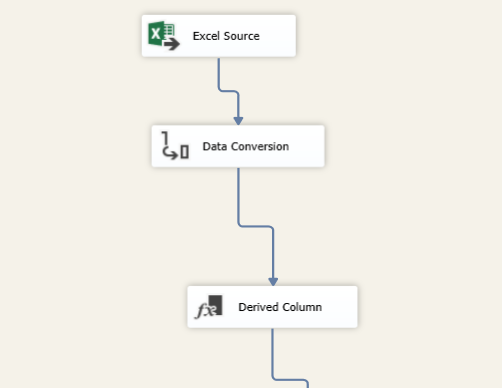 Excel Source
Data Conversion
Derived Column